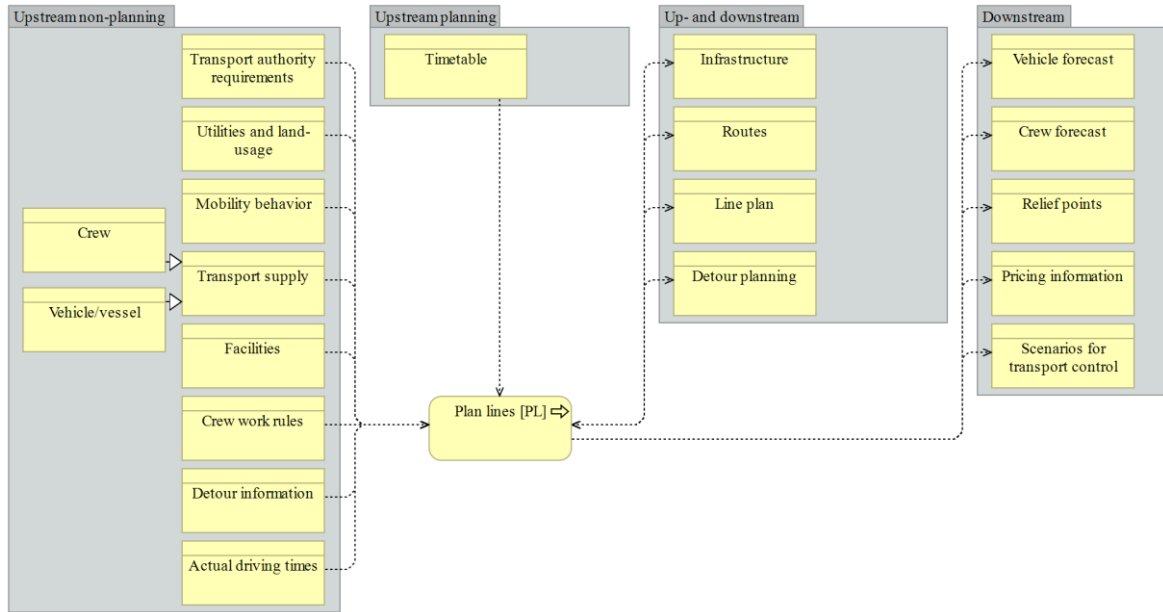 Upstream non-planning
Transport authority
requirements
Utilities and land-
usage
Mobility behavior
Crew
Transport supply
Vehicle/vessel
Facilities
Crew work rules
Detour information
Actual driving times
Upstream planning
Timetable
Plan lines [PL]
Up- and downstream
Infrastructure
Routes
Line plan
Detour planning
Downstream
Vehicle forecast
Crew forecast
Relief points
Pricing information
Scenarios for
transport control